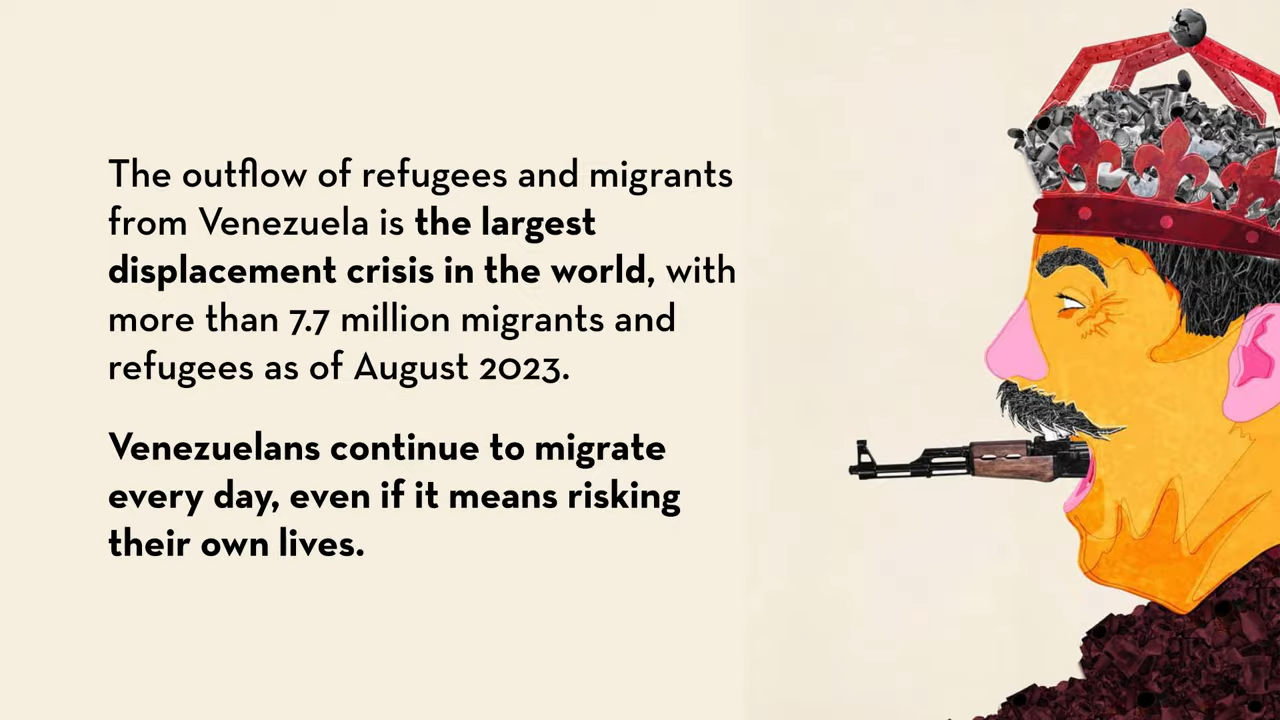 The outflow of refugees and migrants
from Venezuela is the largest
displacement crisis in the world, with
more than 7.7 million migrants and
refugees as of August 2023.
Venezuelans continue to migrate
every day, even if it means risking
their own lives.